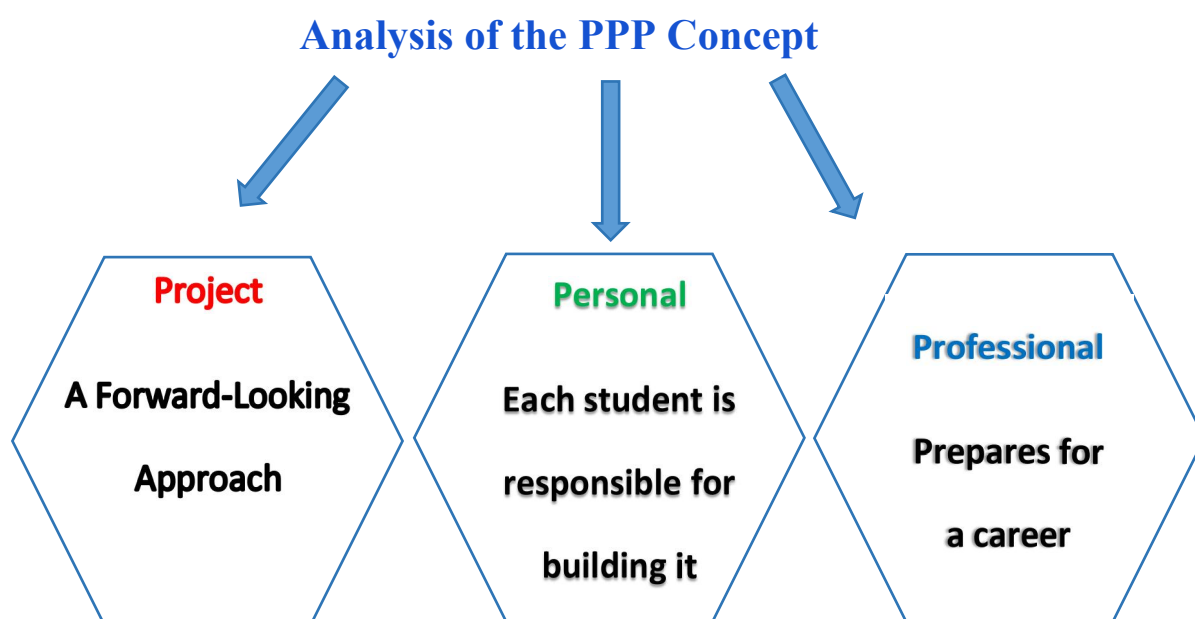 Analysis of the PPP Concept
Project
A Forward-Looking
Approach
Personal
Each student is
responsible for
building it
Professional
Prepares for
a career